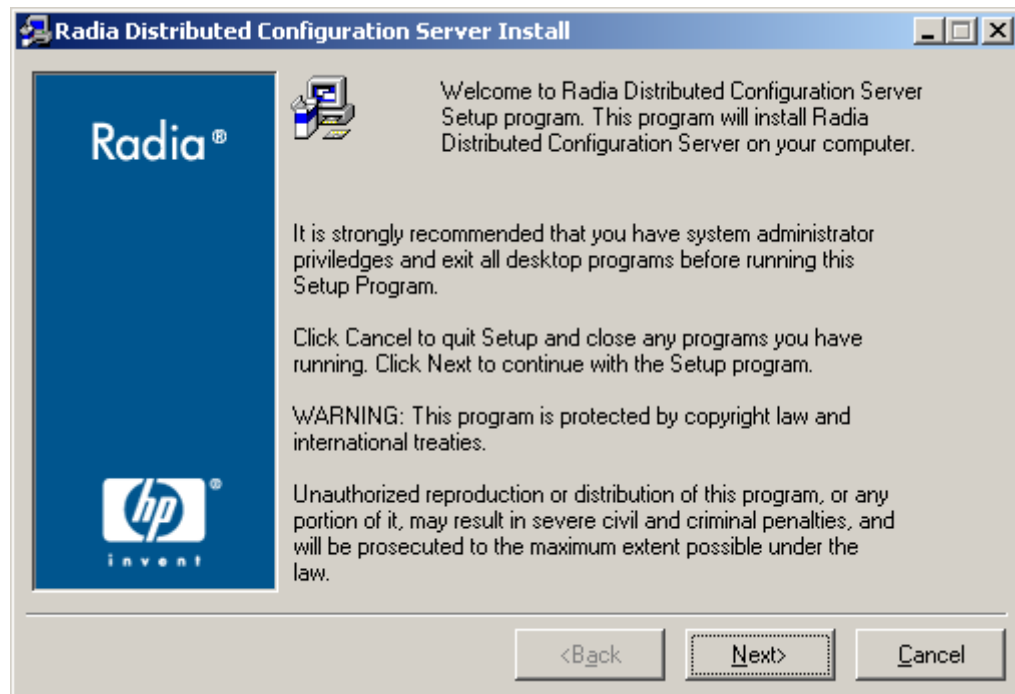 Radia Distributed Configuration Server Install
Radia®
Welcome to Radia Distributed Configuration Server
Setup program. This program will install Radia
Distributed Configuration Server on your computer.
It is strongly recommended that you have system administrator
priviledges and exit all desktop programs before running this
Setup Program.
Click Cancel to quit Setup and close any programs you have
running. Click Next to continue with the Setup program.
WARNING: This program is protected by copyright law and
international treaties.
Unauthorized reproduction or distribution of this program, or any
portion of it, may result in severe civil and criminal penalties, and
will be prosecuted to the maximum extent possible under the
law.
hp®
invent
<Back
Next>
Cancel